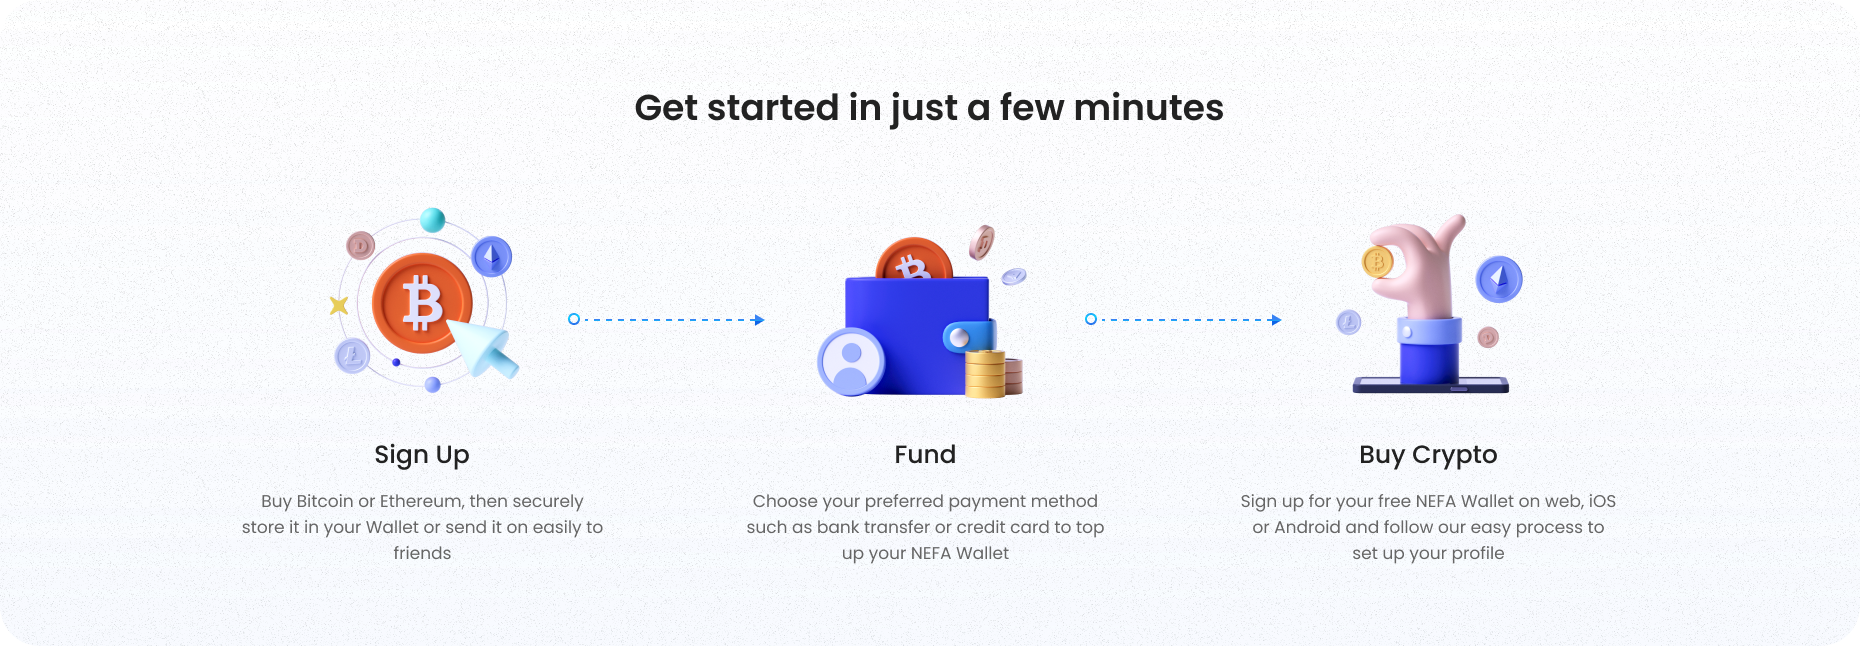 Get started in just a few minutes
Sign Up
Buy Bitcoin or Ethereum, then securely
store it in your Wallet or send it on easily to
friends
Fund
Choose your preferred payment method
such as bank transfer or credit card to top
up your NEFA Wallet
Buy Crypto
Sign up for your free NEFA Wallet on web, iOS
or Android and follow our easy process to
set up your profile